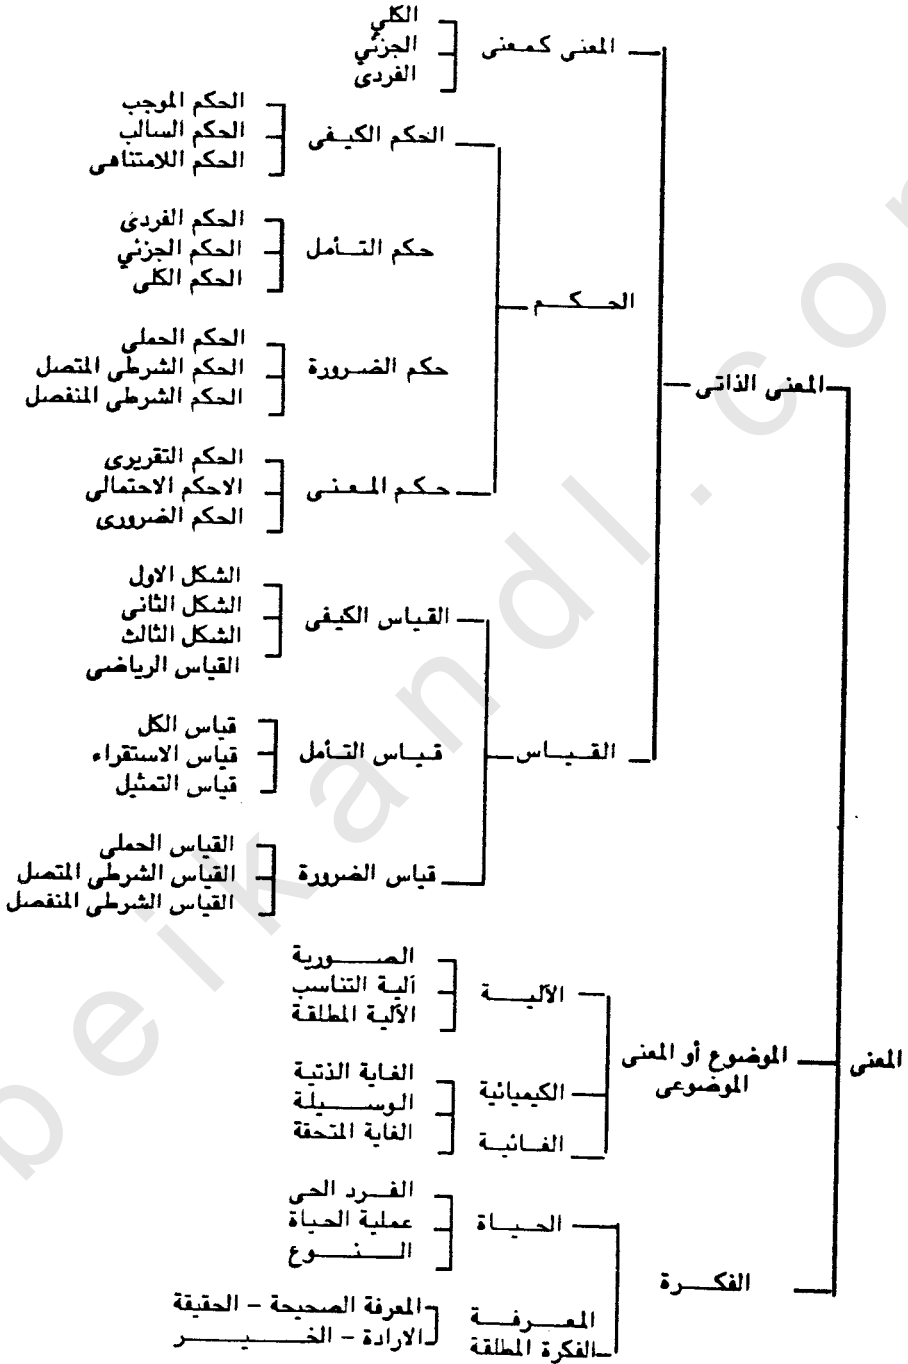 المعنى
المعنى الذاتى
المعنى كمعنى
الكلي
الجزئي
الفردى
الحكم
الحكم الكيفى
الحكم الموجب
الحكم السالب
الحكم اللامتناهى
حكم التأمل
الحكم الفردى
الحكم الجزئي
الحكم الكلى
حكم الضرورة
الحكم الحملى
الحكم الشرطى المتصل
الحكم الشرطى المنفصل
حكم المعنى
الحكم التقريرى
الاحكم الاحتمالى
الحكم الضرورى
القياس
القياس الكيفى
الشكل الاول
الشكل الثانى
الشكل الثالث
القياس الرياضى
قياس التأمل
قياس الكل
قياس الاستقراء
قياس التمثيل
قياس الضرورة
القياس الحملى
القياس الشرطى المتصل
القياس الشرطى المنفصل
الموضوع أو المعنى
الموضوعى
الآلية
الصورية
آلية التناسب
الآلية المطلقة
الكيميائية
الغائية
الغاية الذتية
الوسيلة
الغاية المتحقة
الفكرة
الحياة
الفرد الحى
عملية الحياة
النوع
المعرفة
المعرفة الصحيحة - الحقيقة
الارادة - الخير
الفكرة المطلقة
beikandl.com